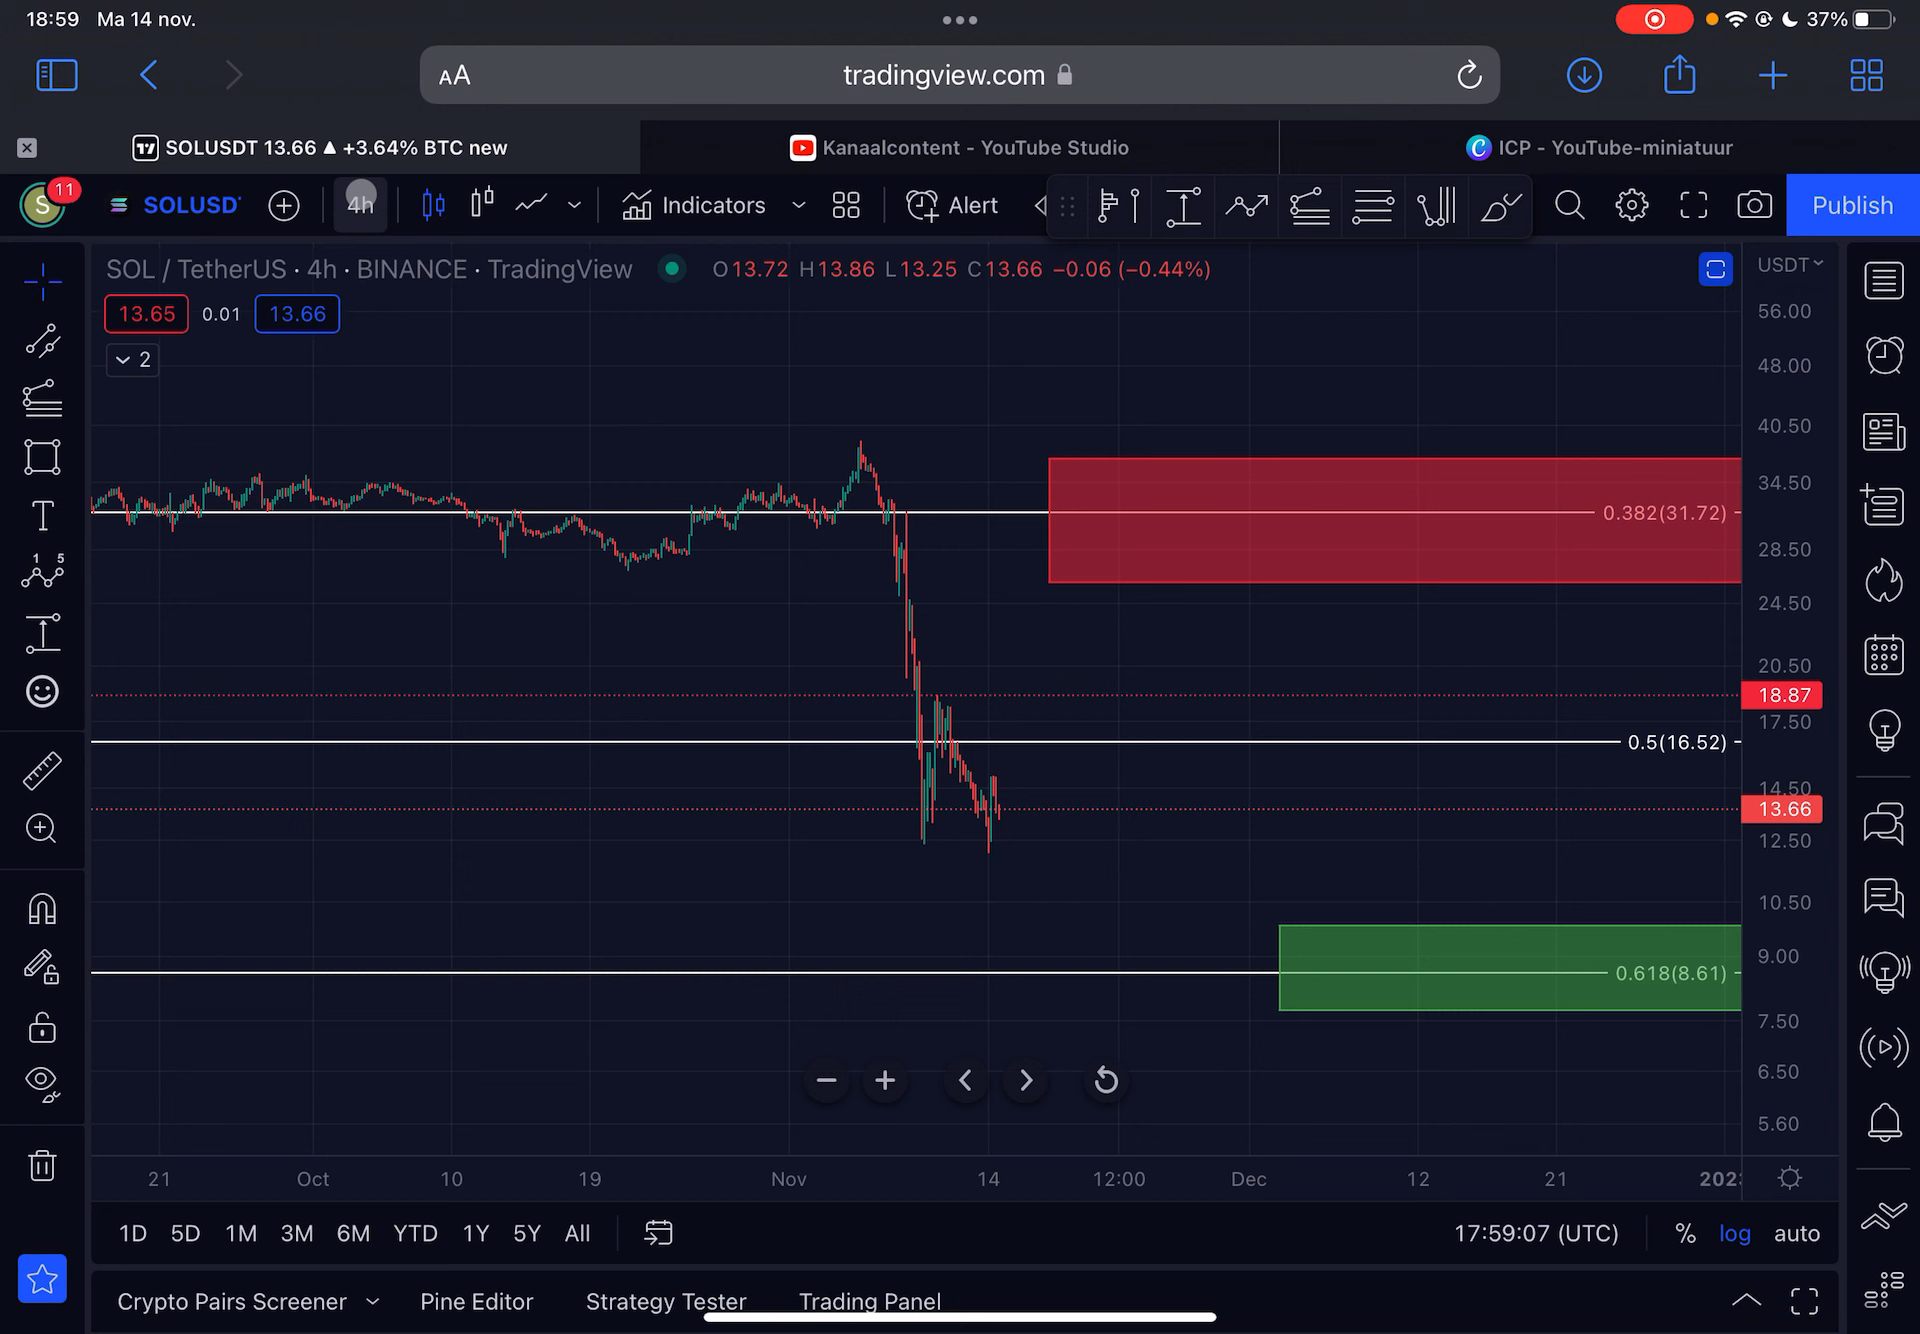 18:59 Ma 14 nov.
37%
AA
tradingview.com
SOLUSDT 13.66 ▲ +3.64% BTC new
Kanaalcontent - YouTube Studio
ICP - YouTube-miniatuur
S 11
SOLUSD
4h
Indicators
Alert
Publish
SOL / TetherUS · 4h · BINANCE · TradingView
O13.72 H13.86 L13.25 C13.66 −0.06 (−0.44%)
USDT
13.65 0.01 13.66
2
56.00
48.00
40.50
34.50
0.382(31.72)
28.50
24.50
20.50
18.87
17.50
0.5(16.52)
14.50
13.66
12.50
10.50
9.00
0.618(8.61)
7.50
6.50
5.60
21 Oct 10 19 Nov 14 12:00 Dec 12 21 202
1D 5D 1M 3M 6M YTD 1Y 5Y All
17:59:07 (UTC) % log auto
Crypto Pairs Screener Pine Editor Strategy Tester Trading Panel